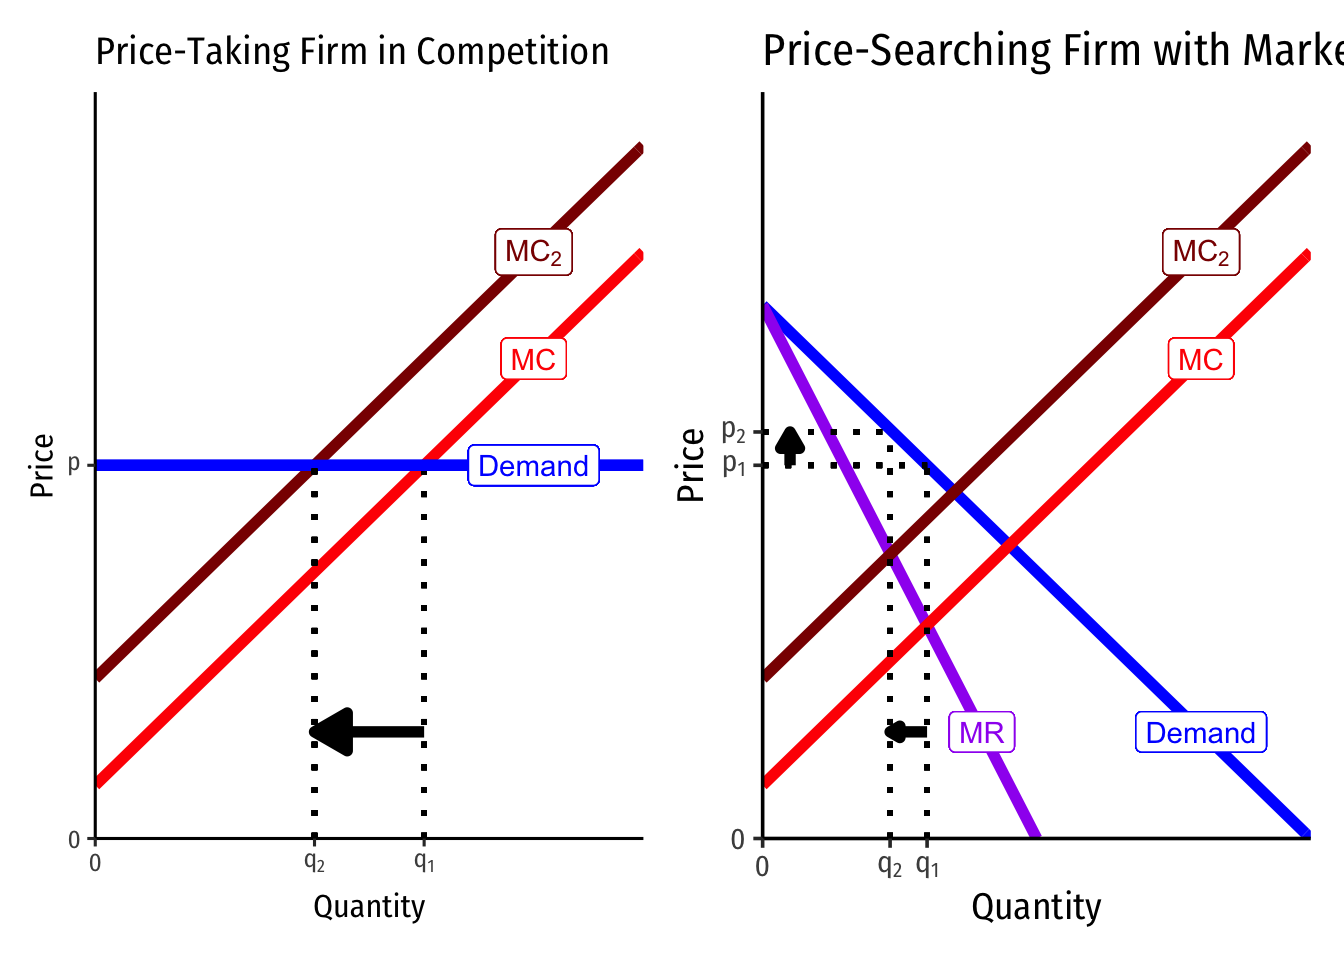 Price-Taking Firm in Competition
Price
MC₂
MC
Demand
p
0
0
q₂
q₁
Quantity
Price-Searching Firm with Marke
Price
MC₂
MC
p₂
p₁
MR
Demand
0
0
q₂
q₁
Quantity